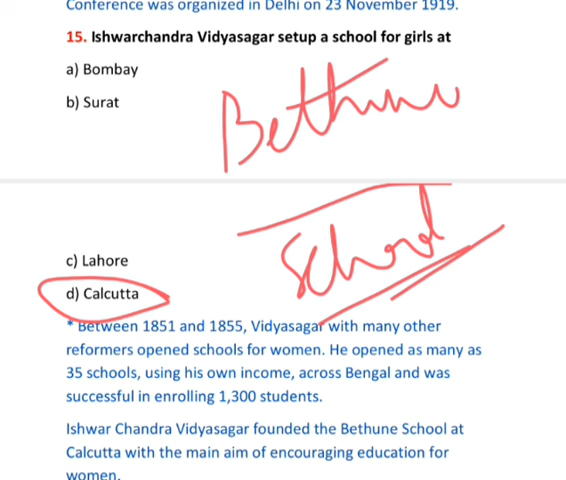 Conference was organized in Delhi on 23 November 1919.
15. Ishwarchandra Vidyasagar setup a school for girls at
a) Bombay
b) Surat
Bethune
School
c) Lahore
d) Calcutta
* Between 1851 and 1855, Vidyasagar with many other
reformers opened schools for women. He opened as many as
35 schools, using his own income, across Bengal and was
successful in enrolling 1,300 students.
Ishwar Chandra Vidyasagar founded the Bethune School at
Calcutta with the main aim of encouraging education for
women.